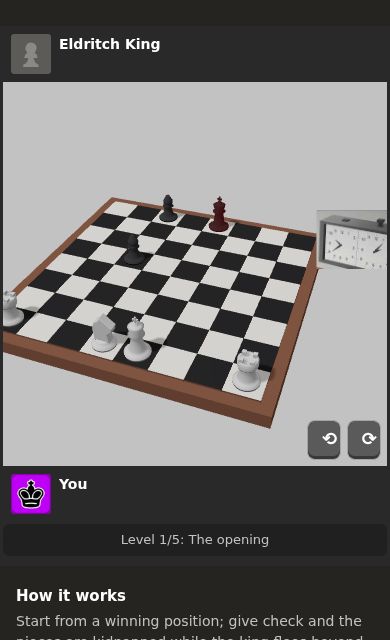 Eldritch King
You
Level 1/5: The opening
How it works
Start from a winning position; give check and the